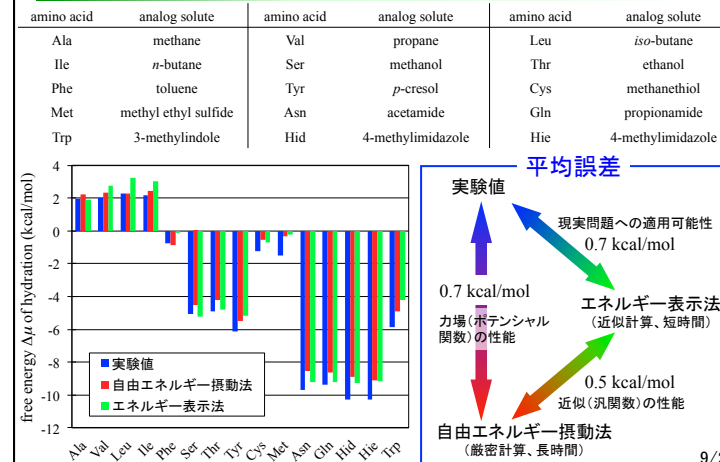 amino acid analog solute amino acid analog solute amino acid analog solute
Ala methane Val propane Leu iso-butane
Ile n-butane Ser methanol Thr ethanol
Phe toluene Tyr p-cresol Cys methanethiol
Met methyl ethyl sulfide Asn acetamide Gln propionamide
Trp 3-methylindole Hid 4-methylimidazole Hie 4-methylimidazole
free energy Δμ of hydration (kcal/mol)
4
2
0
-2
-4
-6
-8
-10
-12
実験値
自由エネルギー摂動法
エネルギー表示法
Ala Val Leu Ile Phe Ser Thr Tyr Cys Met Asn Gln Hid Hie Trp
平均誤差
実験値
現実問題への適用可能性
0.7 kcal/mol
0.7 kcal/mol
力場(ポテンシャル
関数)の性能
エネルギー表示法
(近似計算、短時間)
0.5 kcal/mol
近似(汎関数)の性能
自由エネルギー摂動法
(厳密計算、長時間)